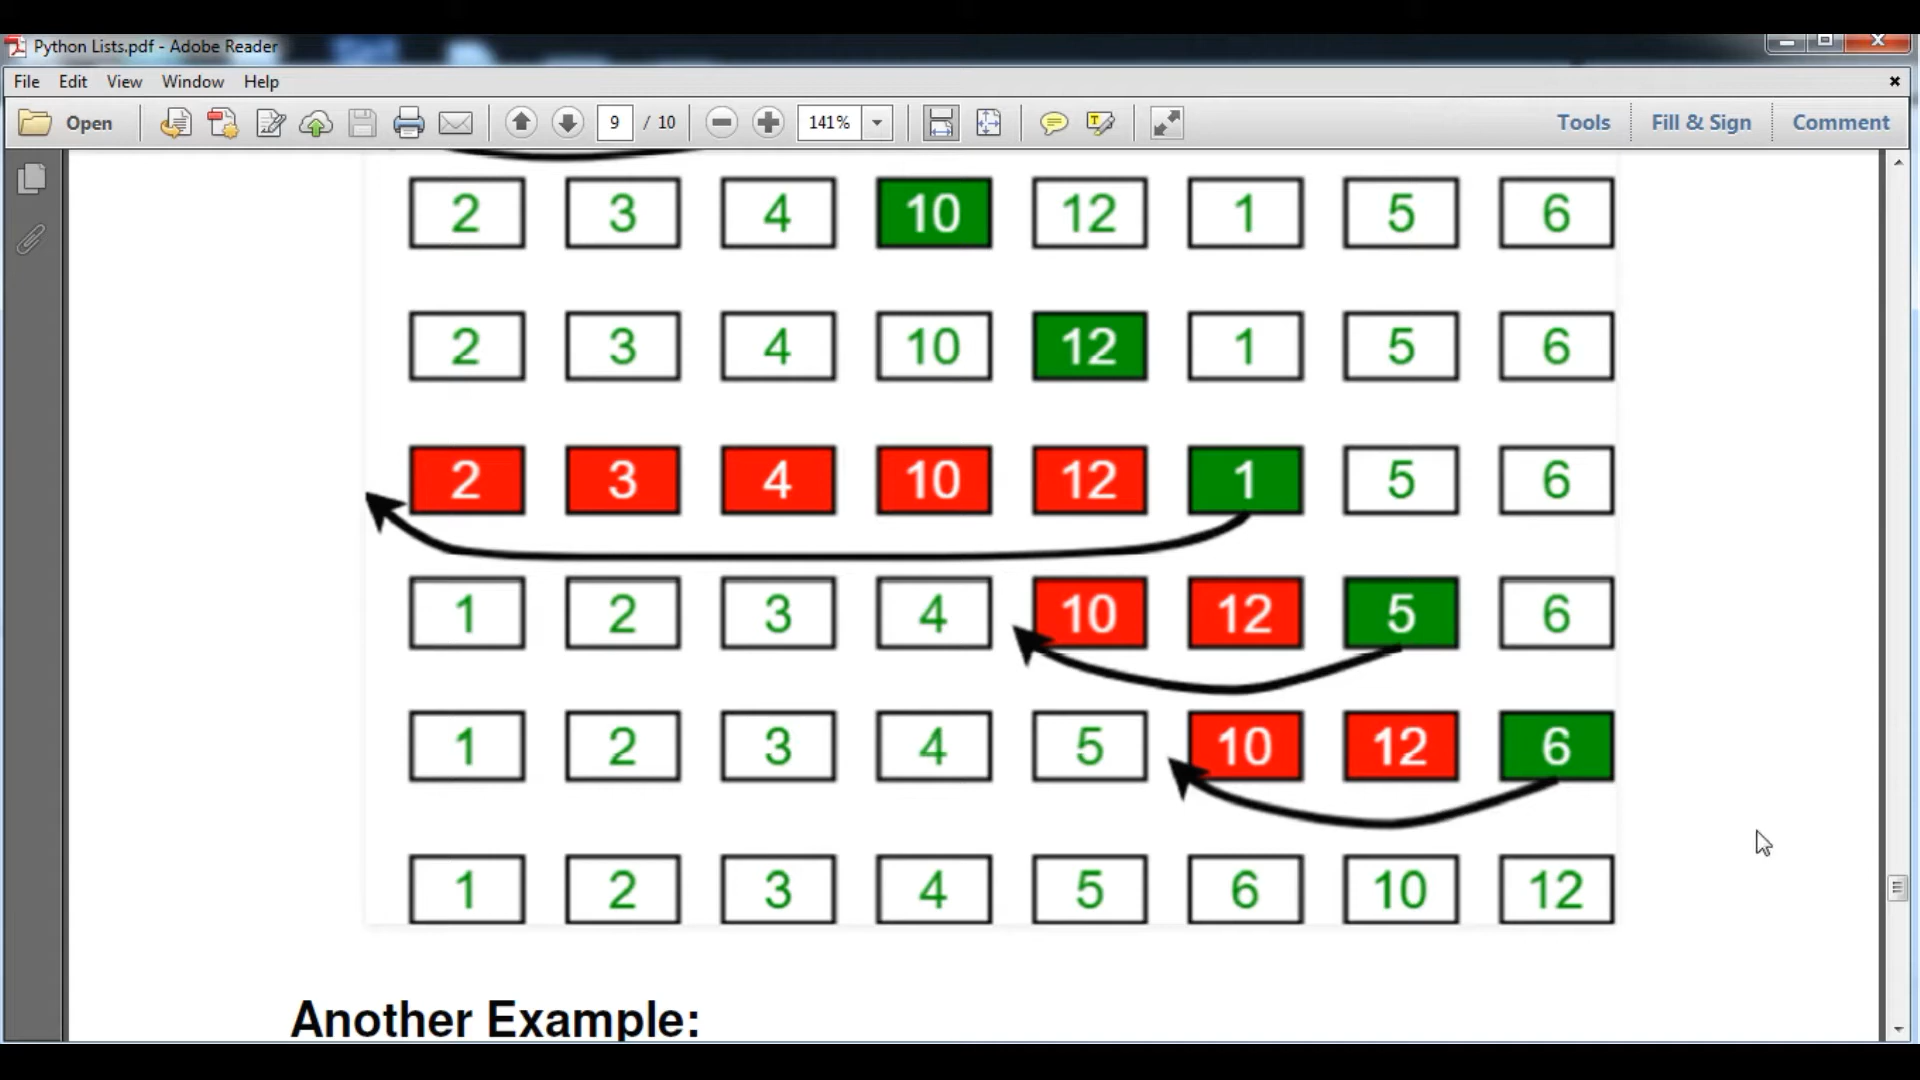 Python Lists.pdf - Adobe Reader
File Edit View Window Help
Open 9 / 10 141% Tools Fill & Sign Comment
2 3 4 10 12 1 5 6
2 3 4 10 12 1 5 6
2 3 4 10 12 1 5 6
1 2 3 4 10 12 5 6
1 2 3 4 5 10 12 6
1 2 3 4 5 6 10 12
Another Example: